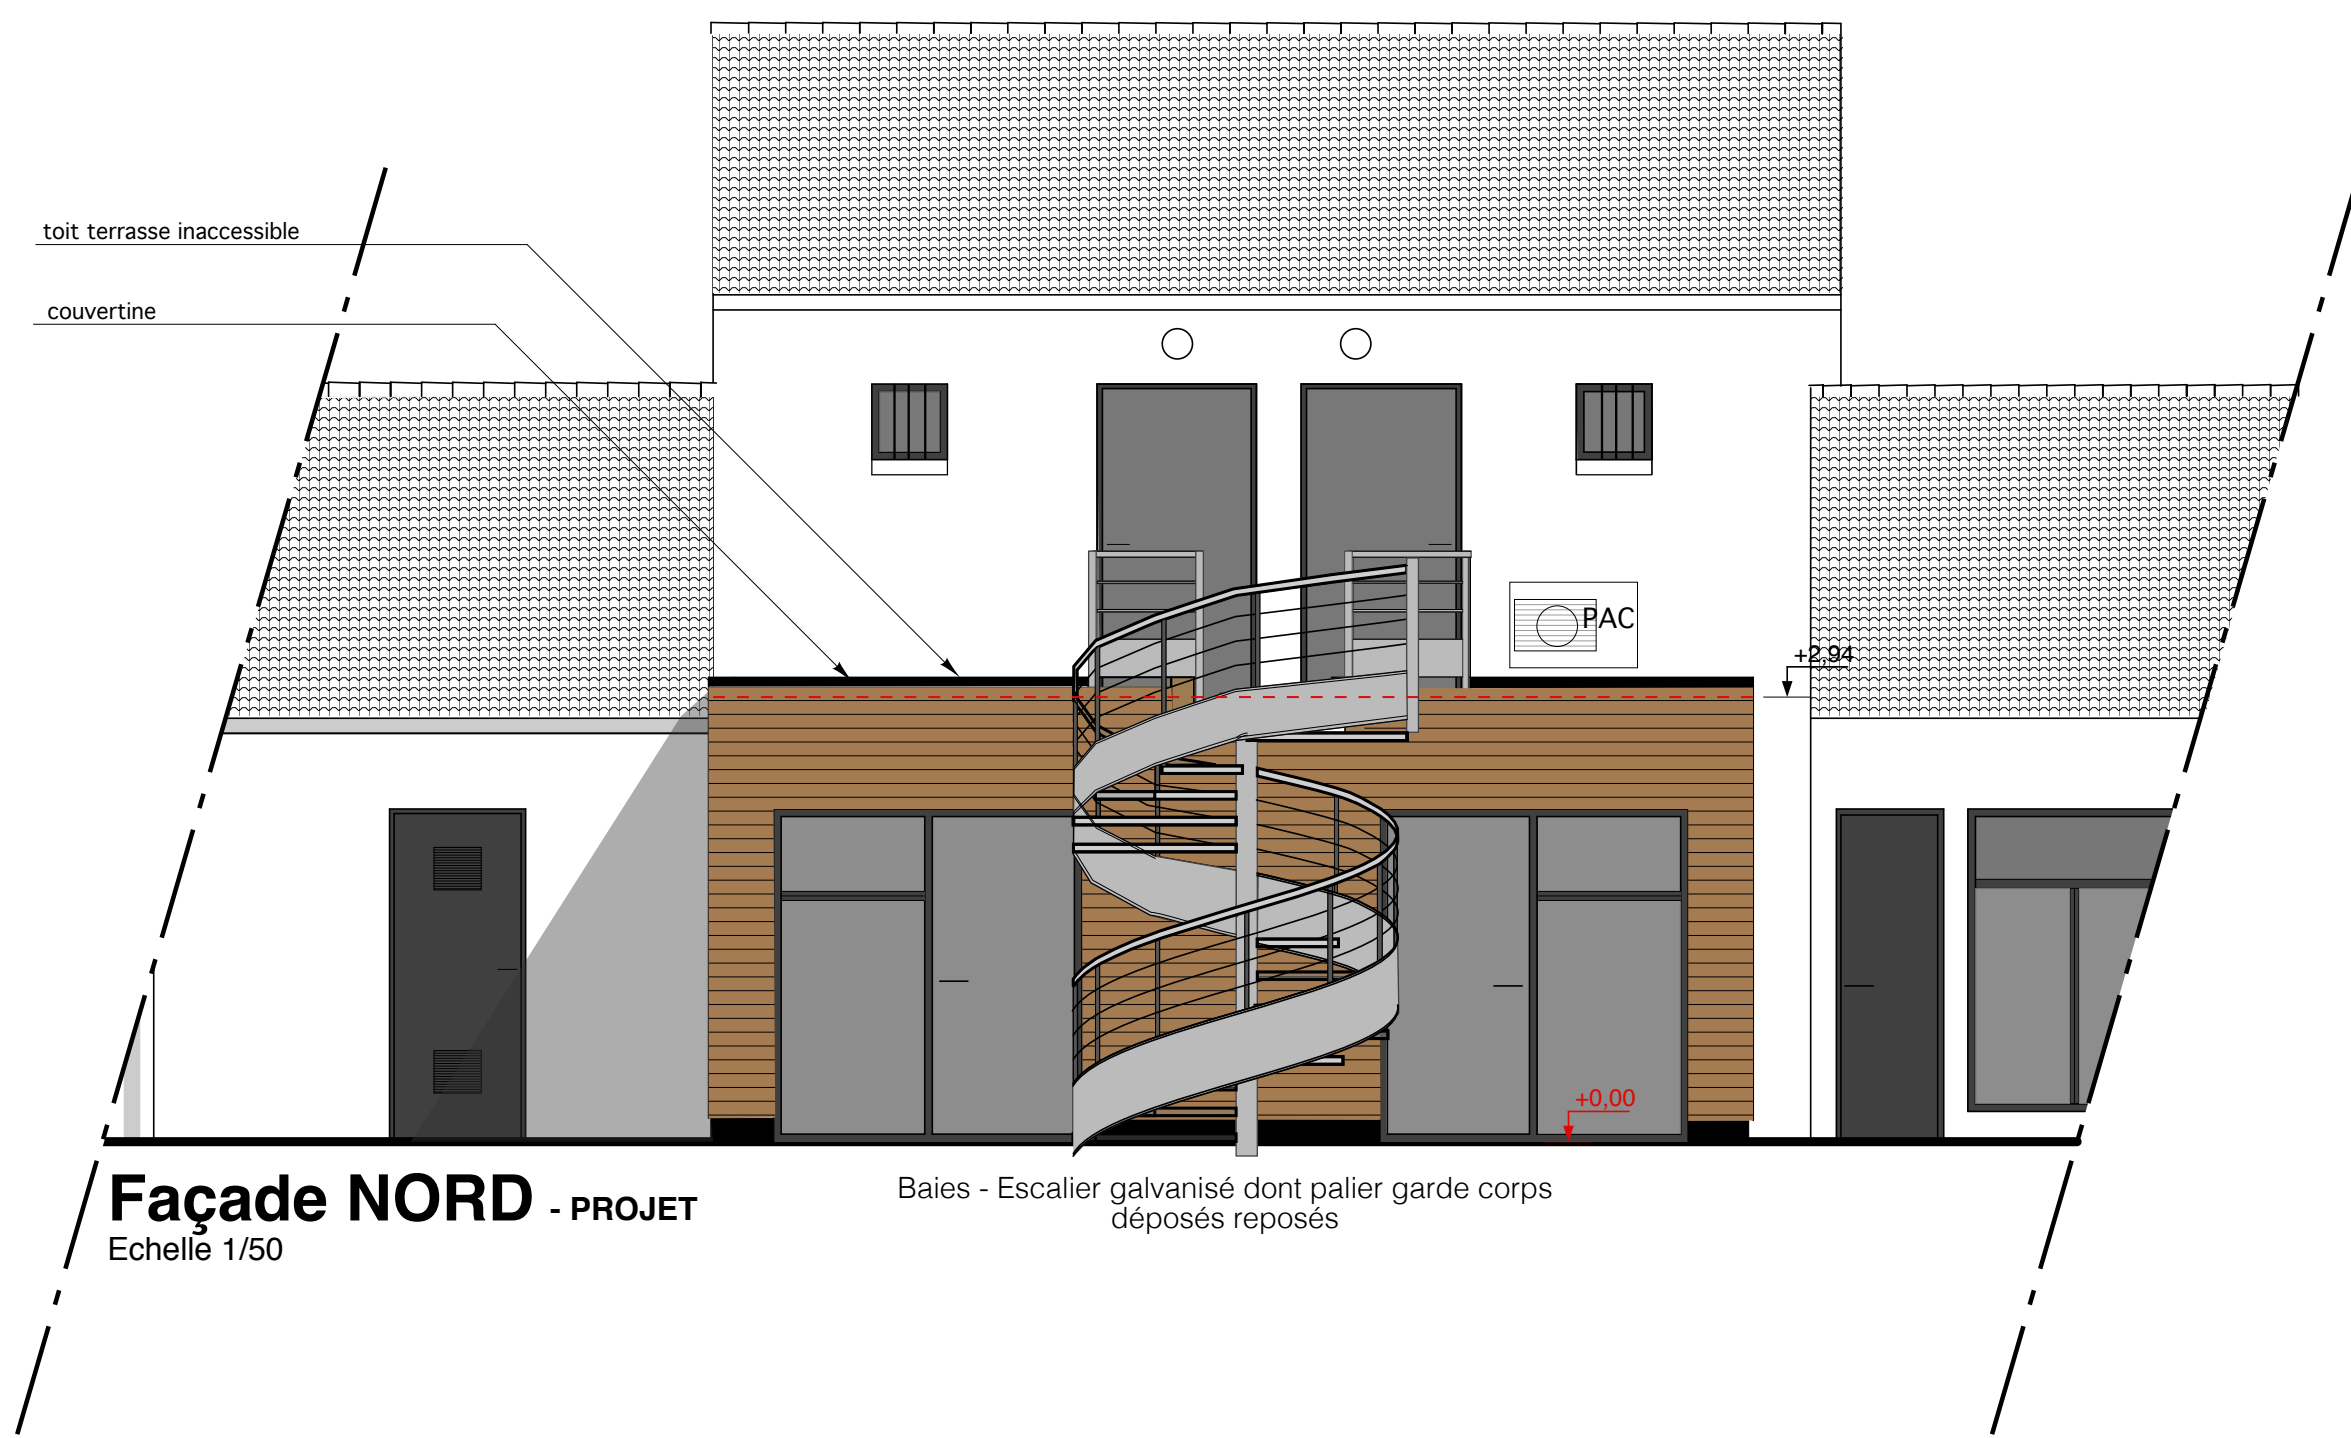 toit terrasse inaccessible
couvertine
PAC
+2,94
+0,00
Façade NORD - PROJET
Echelle 1/50
Baies - Escalier galvanisé dont palier garde corps
déposés reposés